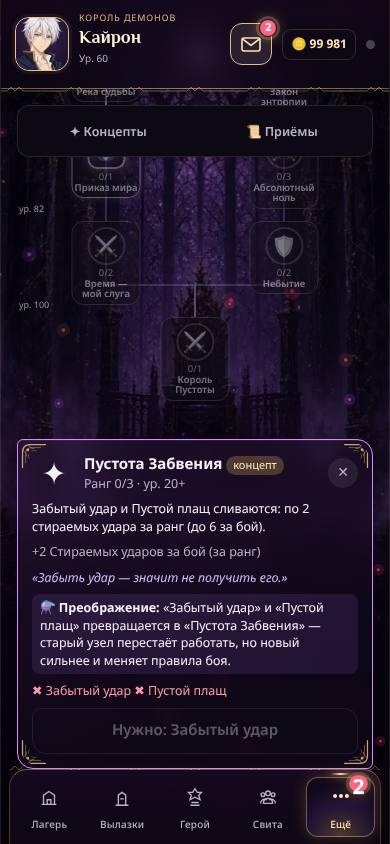 КОРОЛЬ ДЕМОНОВ
Кайрон
Ур. 60
2
99 981
Река судьбы
Закон
энтропии
✦ Концепты
📜 Приёмы
0/1
Приказ мира
0/3
Абсолютный
ноль
ур. 82
0/2
Время —
мой слуга
0/2
Небытие
ур. 100
0/1
Король
Пустоты
Пустота Забвения концепт
Ранг 0/3 · ур. 20+
Забытый удар и Пустой плащ сливаются: по 2
стираемых удара за ранг (до 6 за бой).
+2 Стираемых ударов за бой (за ранг)
«Забыть удар — значит не получить его.»
⚗️ Преображение: «Забытый удар» и «Пустой
плащ» превращается в «Пустота Забвения» —
старый узел перестаёт работать, но новый
сильнее и меняет правила боя.
✖ Забытый удар ✖ Пустой плащ
Нужно: Забытый удар
Лагерь
Вылазки
Герой
Свита
2
Ещё